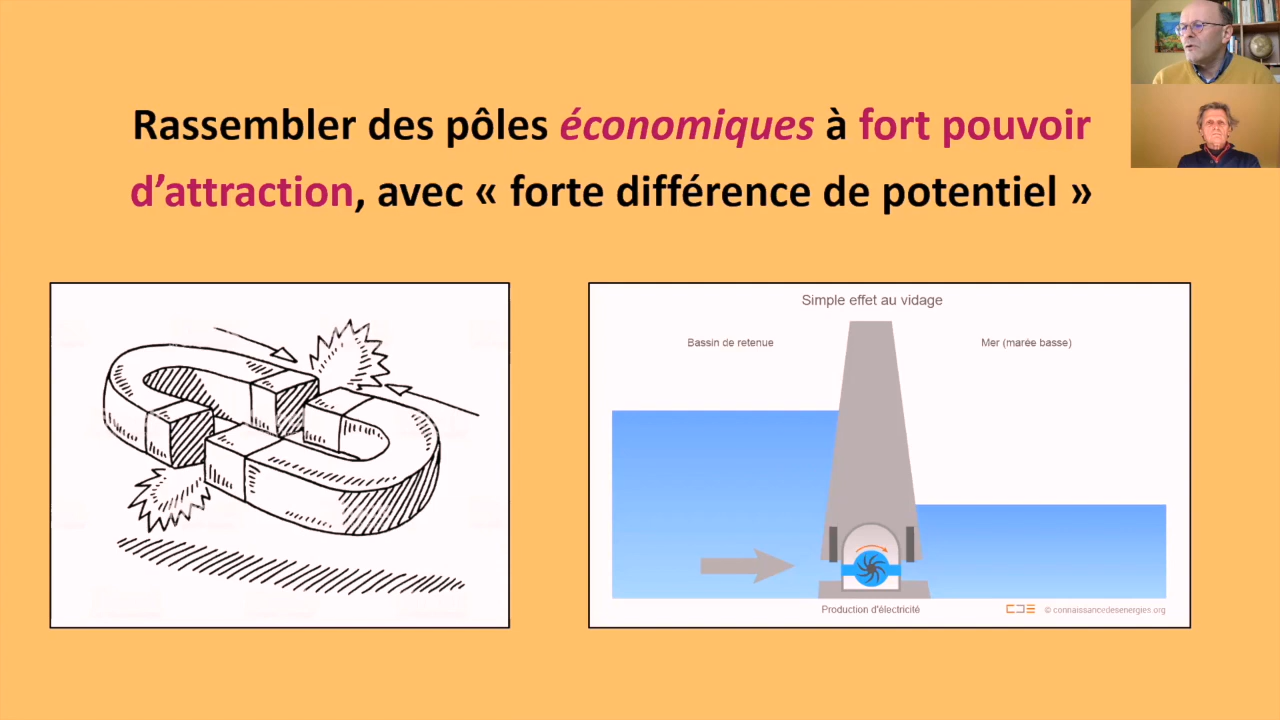 Rassembler des pôles économiques à fort pouvoir
d’attraction, avec « forte différence de potentiel »
Simple effet au vidage
Bassin de retenue
Mer (marée basse)
Production d'électricité
CDE © connaissancedesenergies.org